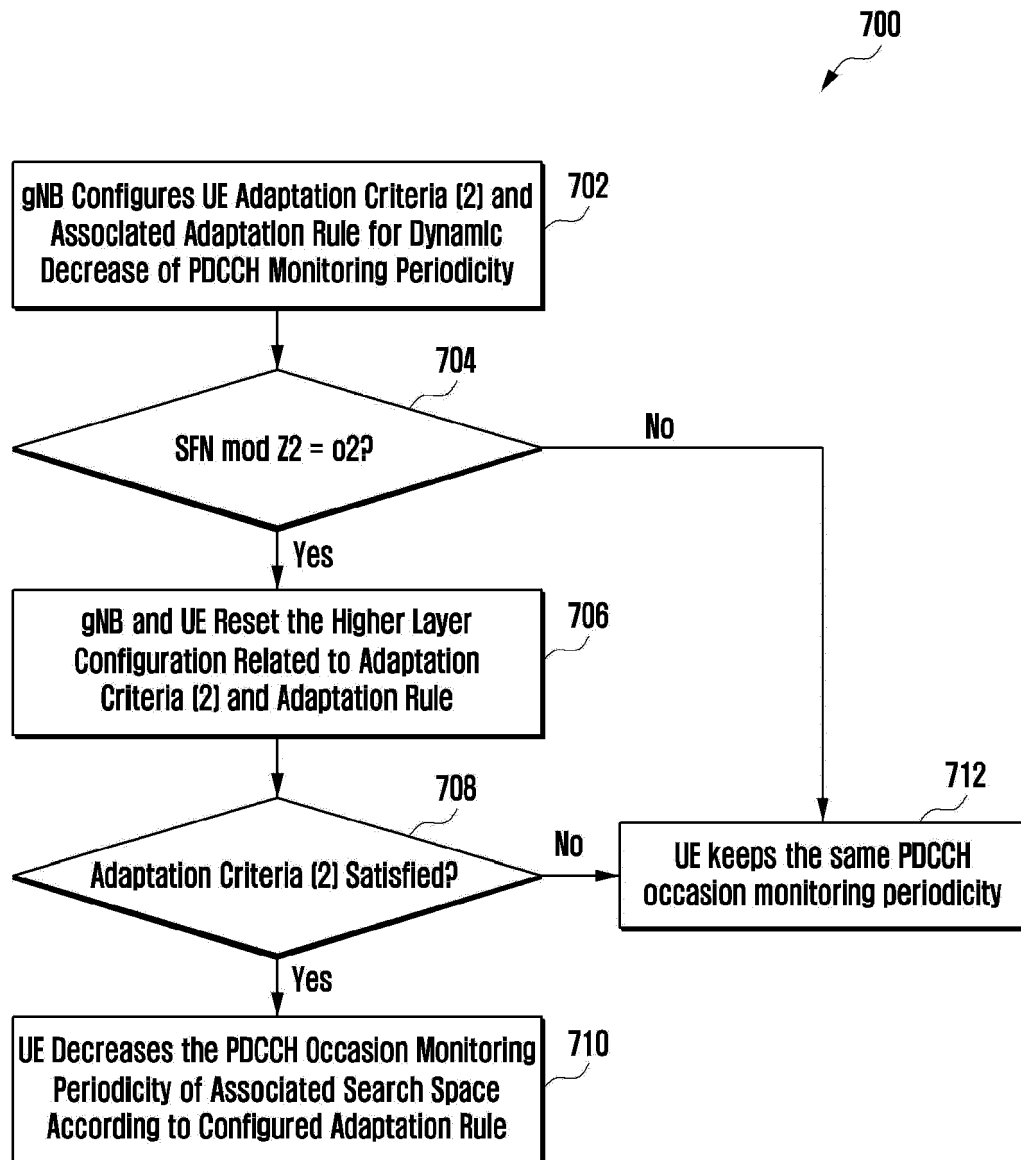 700
gNB Configures UE Adaptation Criteria (2) and
Associated Adaptation Rule for Dynamic
Decrease of PDCCH Monitoring Periodicity
702
704
SFN mod Z2 = o2?
No
Yes
gNB and UE Reset the Higher Layer
Configuration Related to Adaptation
Criteria (2) and Adaptation Rule
706
708
Adaptation Criteria (2) Satisfied?
No
712
UE keeps the same PDCCH
occasion monitoring periodicity
Yes
UE Decreases the PDCCH Occasion Monitoring
Periodicity of Associated Search Space
According to Configured Adaptation Rule
710